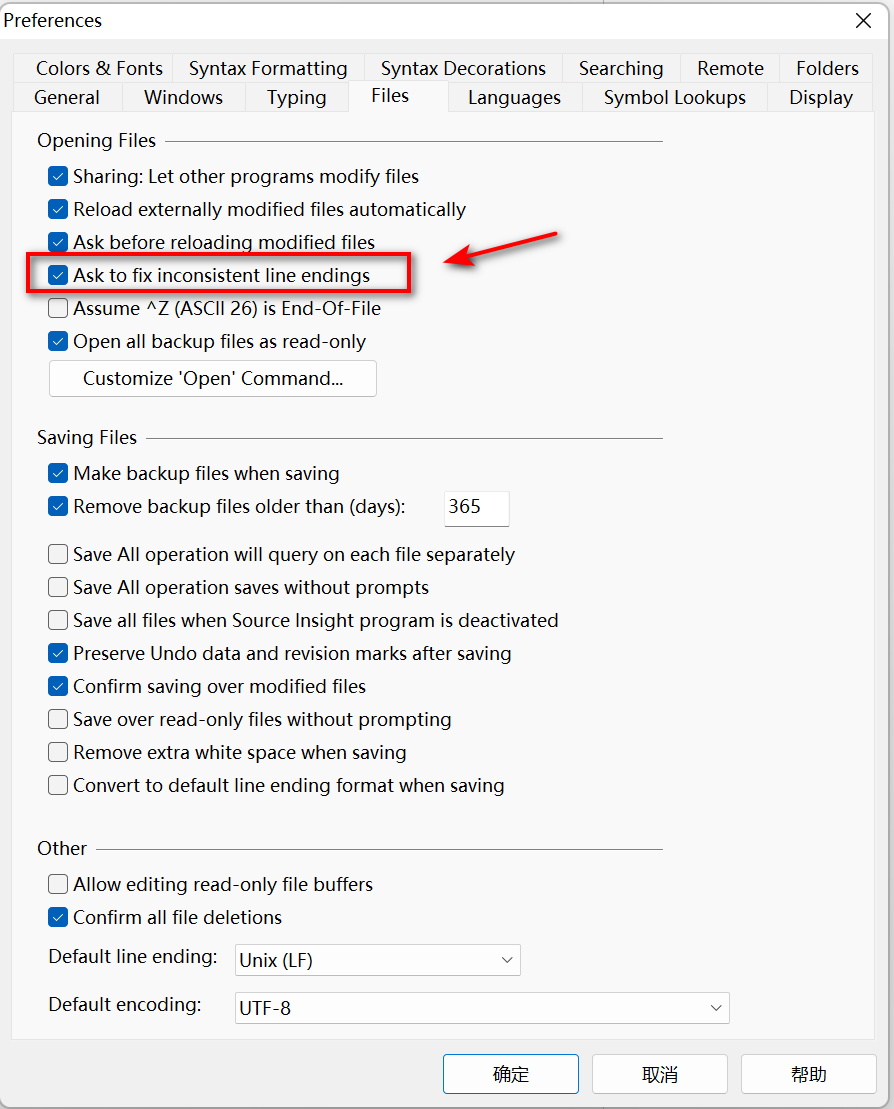 Preferences
Colors & Fonts Syntax Formatting Syntax Decorations Searching Remote Folders
General Windows Typing Files Languages Symbol Lookups Display
Opening Files
Sharing: Let other programs modify files
Reload externally modified files automatically
Ask before reloading modified files
Ask to fix inconsistent line endings
Assume ^Z (ASCII 26) is End-Of-File
Open all backup files as read-only
Customize 'Open' Command...
Saving Files
Make backup files when saving
Remove backup files older than (days): 365
Save All operation will query on each file separately
Save All operation saves without prompts
Save all files when Source Insight program is deactivated
Preserve Undo data and revision marks after saving
Confirm saving over modified files
Save over read-only files without prompting
Remove extra white space when saving
Convert to default line ending format when saving
Other
Allow editing read-only file buffers
Confirm all file deletions
Default line ending: Unix (LF)
Default encoding: UTF-8
确定 取消 帮助